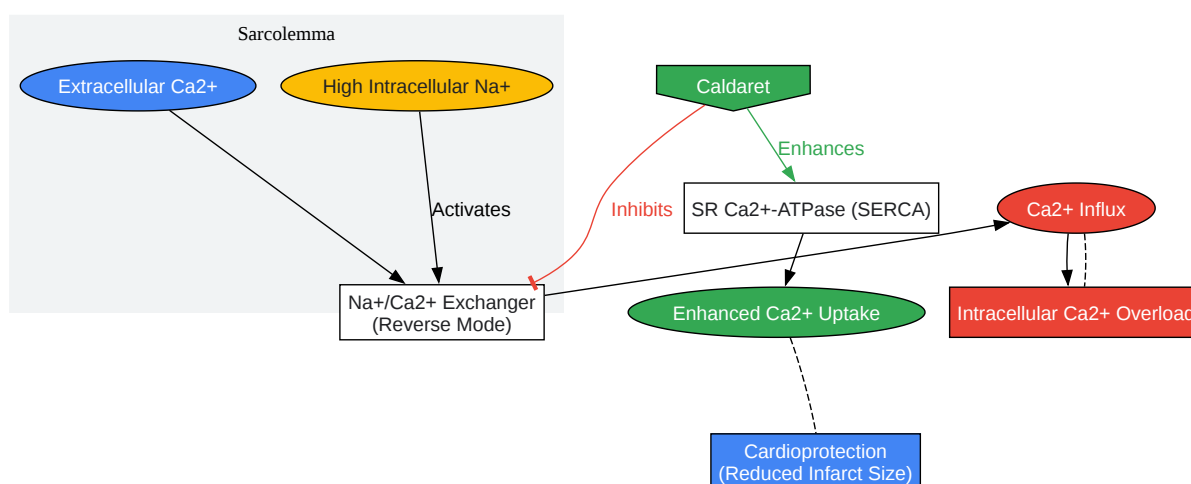 Sarcolemma
Extracellular Ca2+
High Intracellular Na+
Caldaret
Enhances
Activates
Inhibits
SR Ca2+-ATPase (SERCA)
Ca2+ Influx
Na+/Ca2+ Exchanger
(Reverse Mode)
Enhanced Ca2+ Uptake
Intracellular Ca2+ Overload
Cardioprotection
(Reduced Infarct Size)